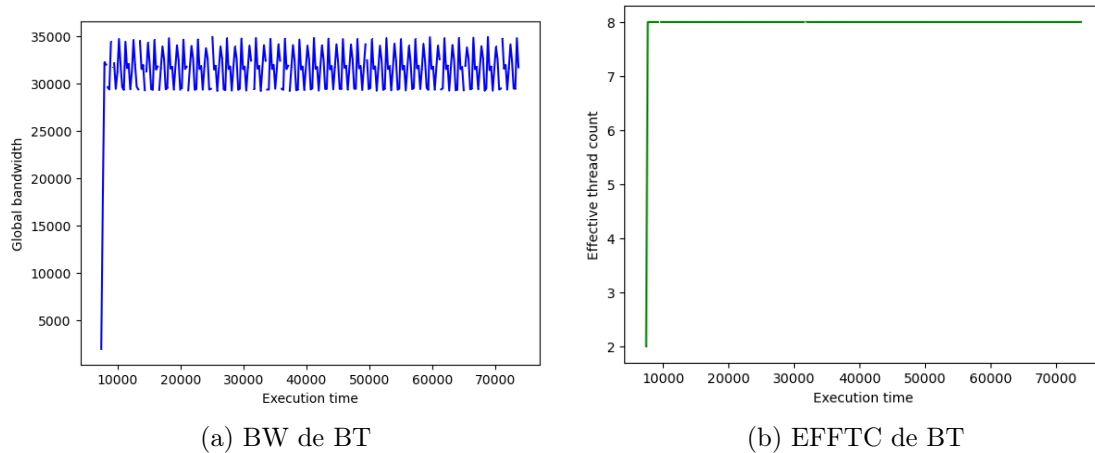 35000
30000
25000
20000
15000
10000
5000
Global bandwidth
10000 20000 30000 40000 50000 60000 70000
Execution time
(a) BW de BT
8
7
6
5
4
3
2
Effective thread count
10000 20000 30000 40000 50000 60000 70000
Execution time
(b) EFFTC de BT